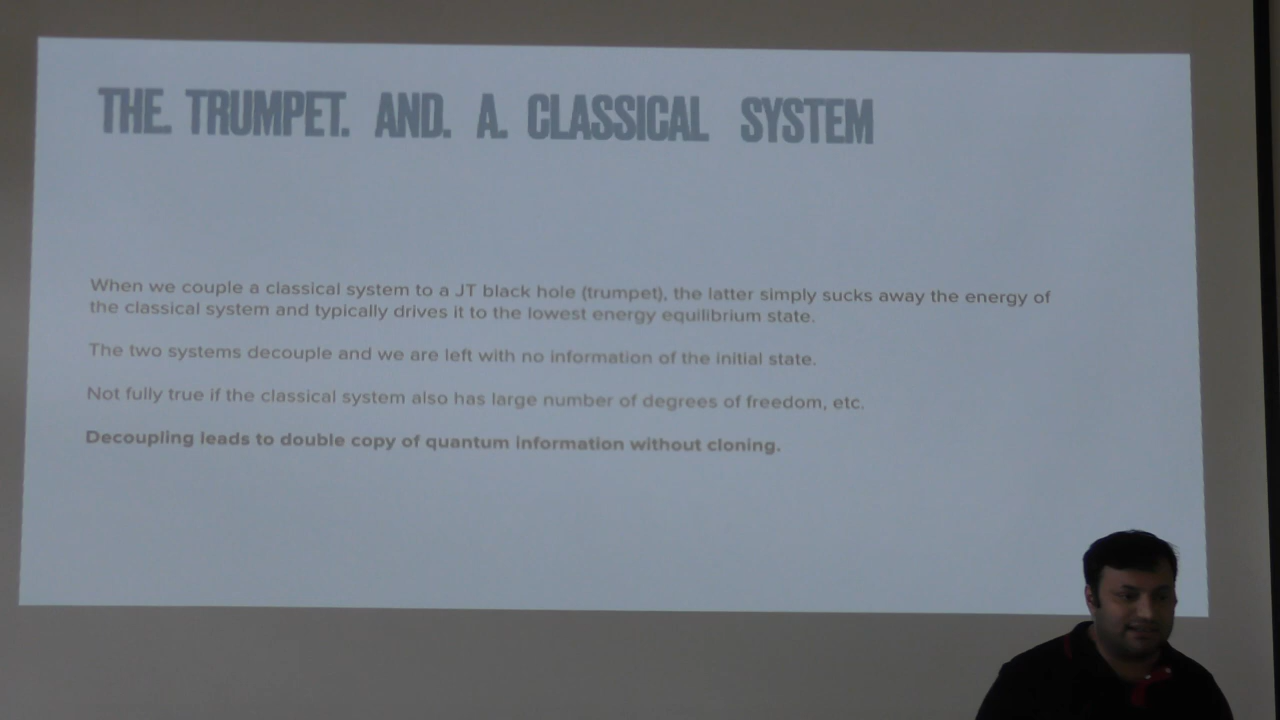 THE. TRUMPET. AND. A. CLASSICAL SYSTEM
When we couple a classical system to a JT black hole (trumpet), the latter simply sucks away the energy of
the classical system and typically drives it to the lowest energy equilibrium state.
The two systems decouple and we are left with no information of the initial state.
Not fully true if the classical system also has large number of degrees of freedom, etc.
Decoupling leads to double copy of quantum information without cloning.